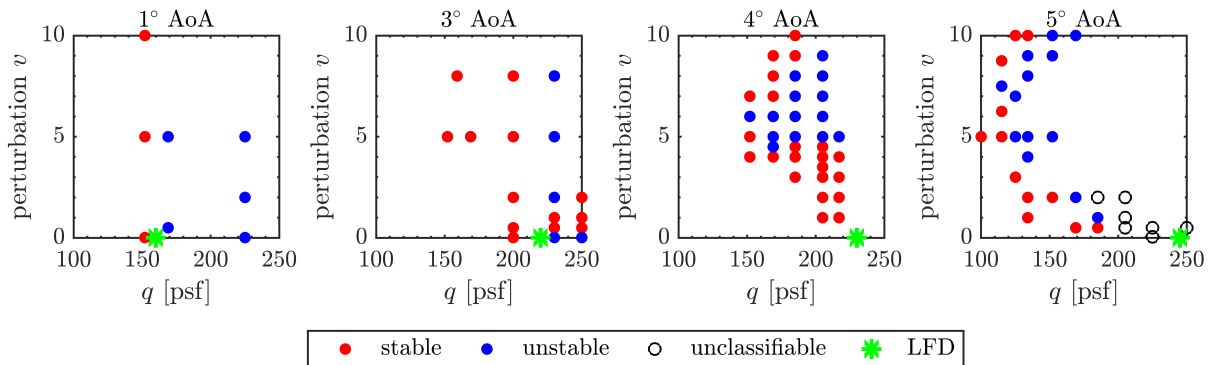 1° AoA
3° AoA
4° AoA
5° AoA
perturbation v
10
5
0
100 150 200 250
q [psf]
perturbation v
10
5
0
100 150 200 250
q [psf]
perturbation v
10
5
0
100 150 200 250
q [psf]
perturbation v
10
5
0
100 150 200 250
q [psf]
stable unstable unclassifiable LFD